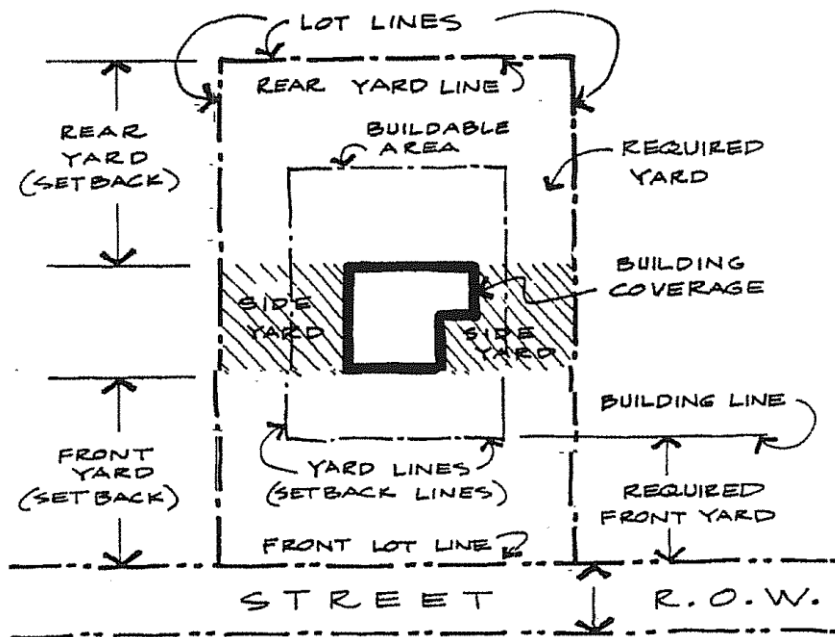 LOT LINES
REAR YARD LINE
BUILDABLE
AREA
REAR
YARD
(SETBACK)
REQUIRED
YARD
BUILDING
COVERAGE
SIDE
YARD
SIDE
YARD
BUILDING LINE
FRONT
YARD
(SETBACK)
YARD LINES
(SETBACK LINES)
REQUIRED
FRONT YARD
FRONT LOT LINE
STREET R.O.W.